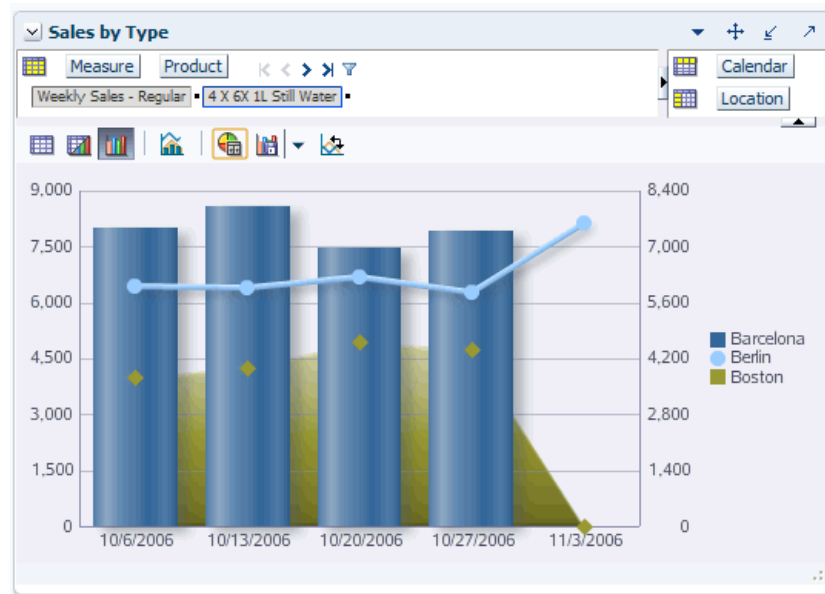 Sales by Type
Measure Product
Calendar
Weekly Sales - Regular 4 X 6X 1L Still Water
Location
9,000 8,400
7,500 7,000
6,000 5,600
4,500 4,200
3,000 2,800
1,500 1,400
0 0
Barcelona
Berlin
Boston
10/6/2006 10/13/2006 10/20/2006 10/27/2006 11/3/2006